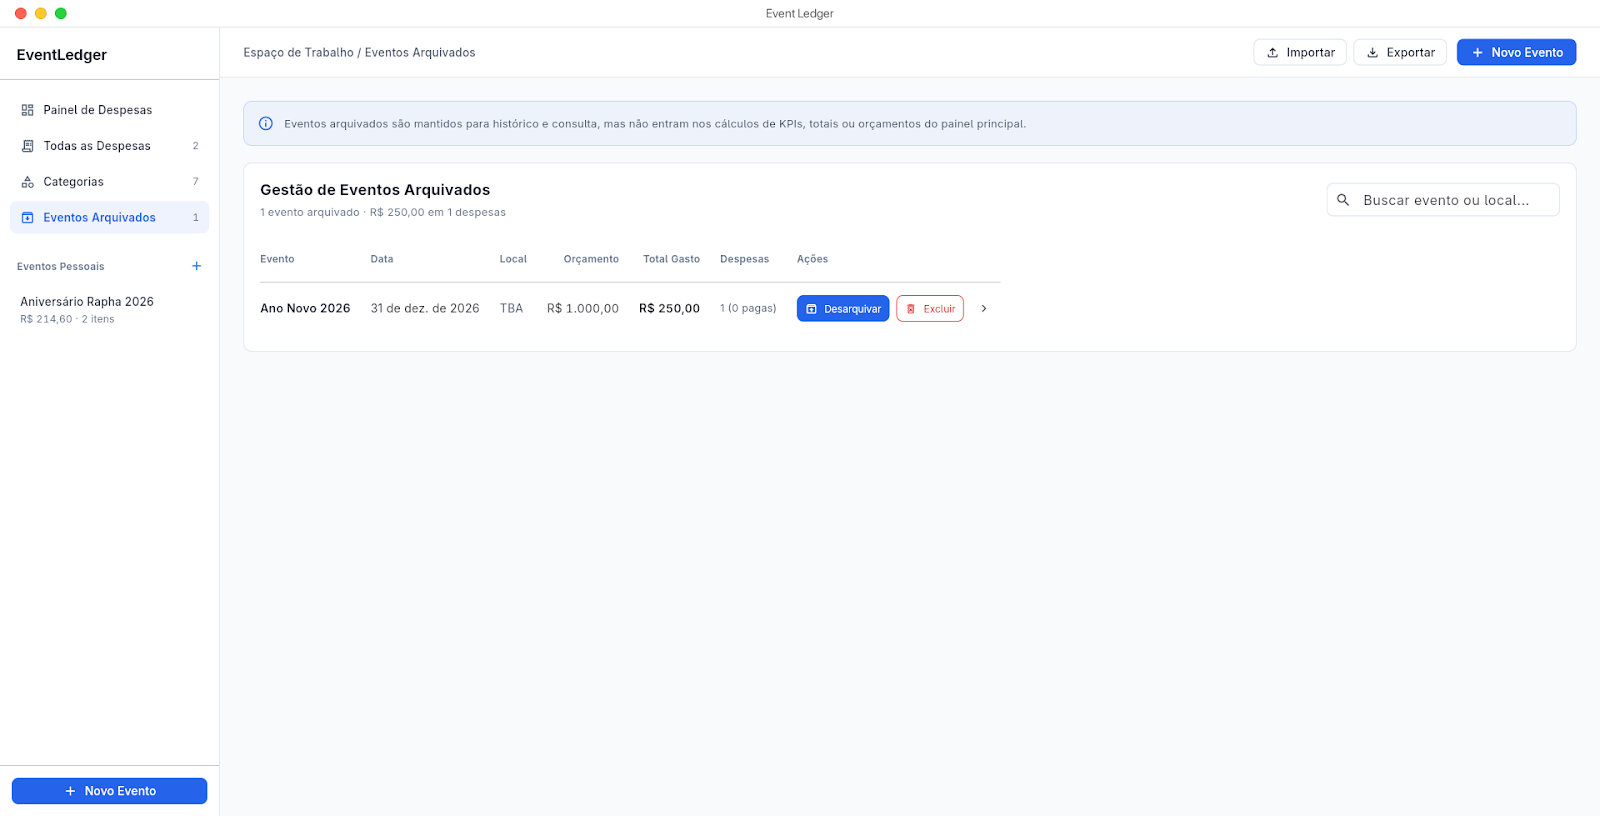 Event Ledger
EventLedger
Espaço de Trabalho / Eventos Arquivados
Importar
Exportar
+ Novo Evento
Painel de Despesas
Todas as Despesas 2
Categorias 7
Eventos Arquivados 1
Eventos Pessoais +
Aniversário Rapha 2026
R$ 214,60 · 2 itens
Eventos arquivados são mantidos para histórico e consulta, mas não entram nos cálculos de KPIs, totais ou orçamentos do painel principal.
Gestão de Eventos Arquivados
1 evento arquivado · R$ 250,00 em 1 despesas
Buscar evento ou local...
Evento Data Local Orçamento Total Gasto Despesas Ações
Ano Novo 2026 31 de dez. de 2026 TBA R$ 1.000,00 R$ 250,00 1 (0 pagas) Desarquivar Excluir
+ Novo Evento